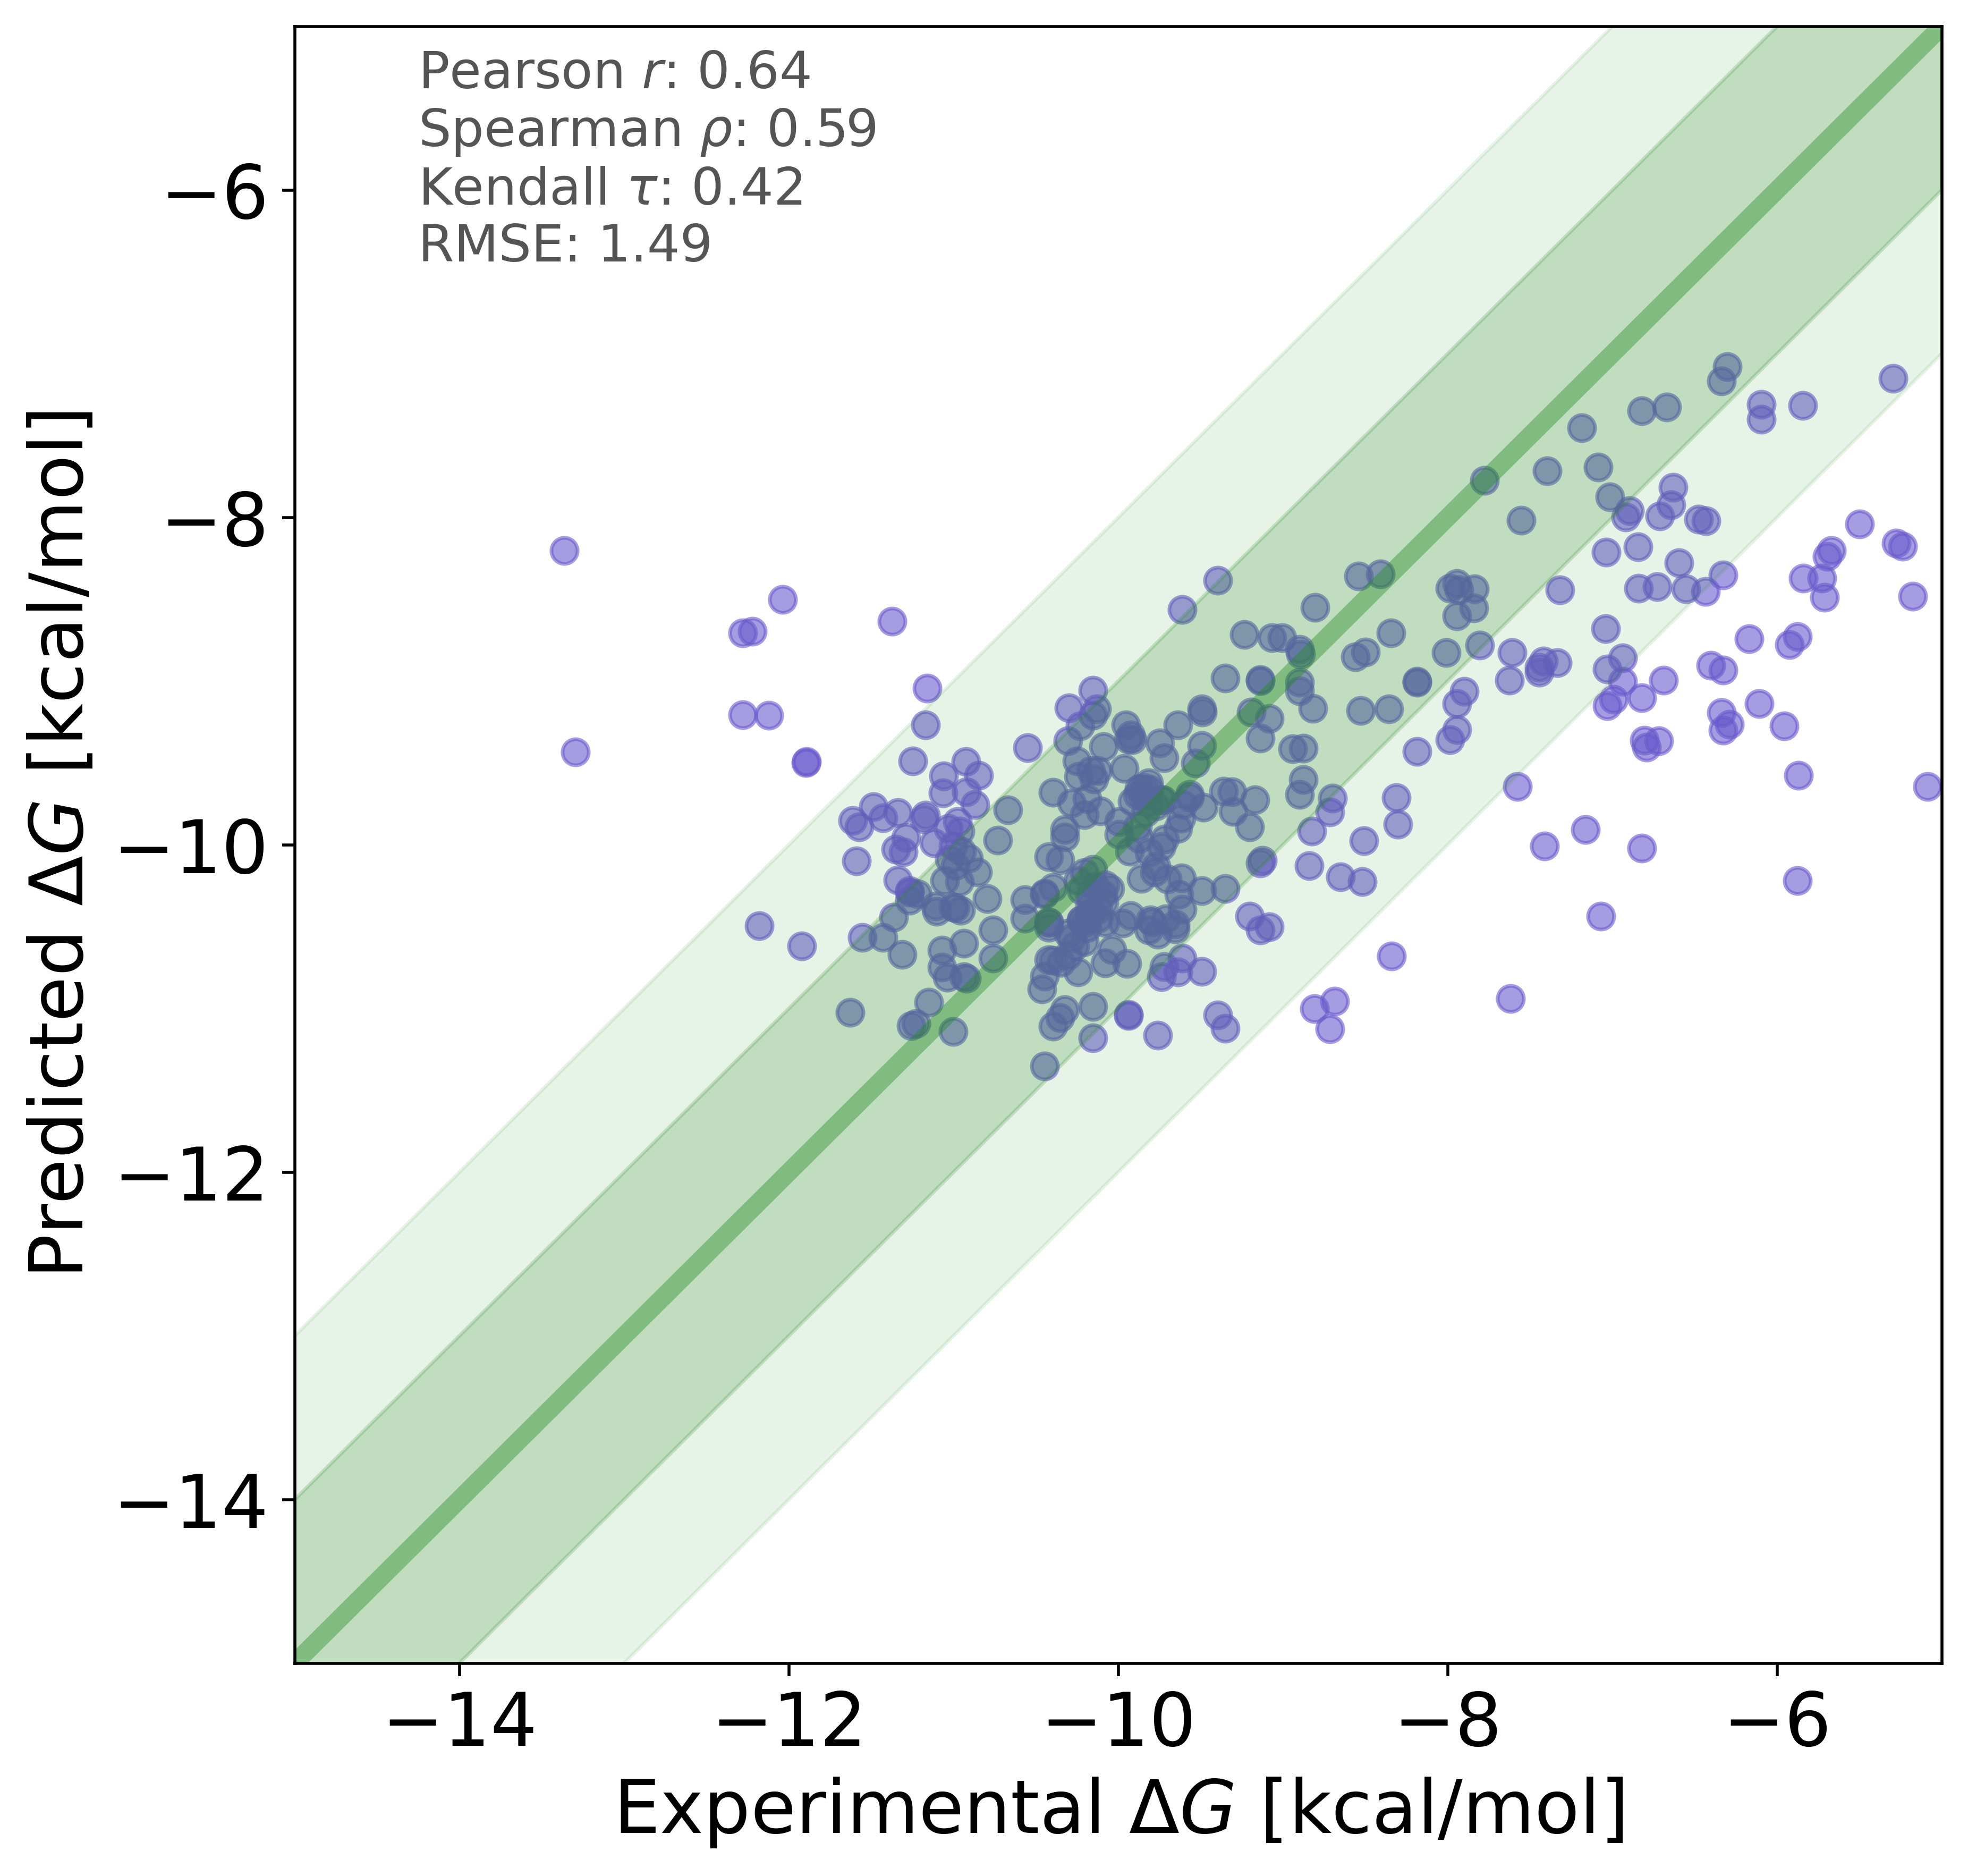 Pearson r: 0.64
Spearman ρ: 0.59
Kendall τ: 0.42
RMSE: 1.49
Predicted ΔG [kcal/mol]
−6
−8
−10
−12
−14
−14 −12 −10 −8 −6
Experimental ΔG [kcal/mol]